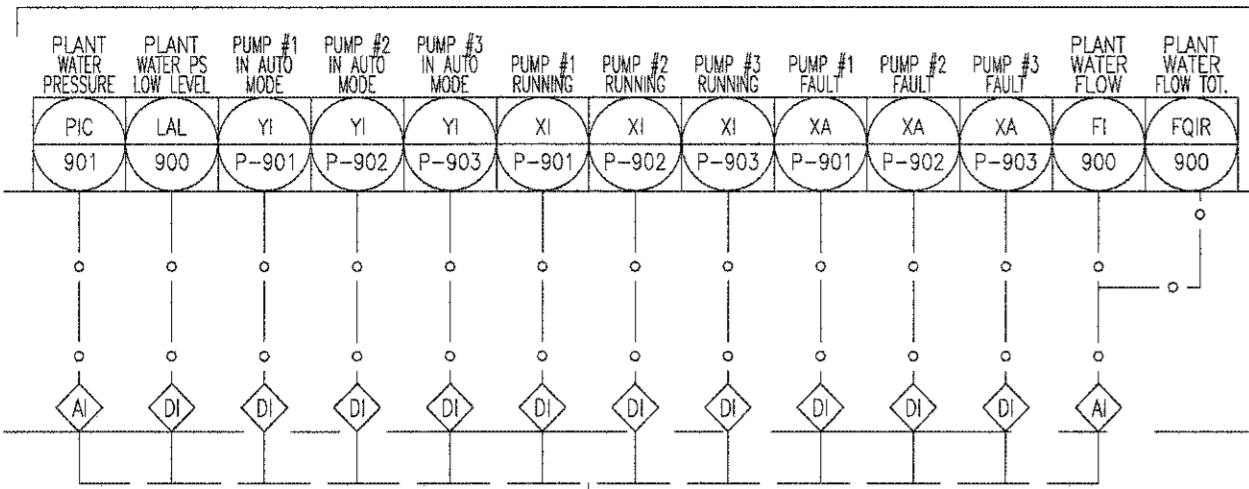 PLANT WATER PRESSURE
PLANT WATER PS LOW LEVEL
PUMP #1 IN AUTO MODE
PUMP #2 IN AUTO MODE
PUMP #3 IN AUTO MODE
PUMP #1 RUNNING
PUMP #2 RUNNING
PUMP #3 RUNNING
PUMP #1 FAULT
PUMP #2 FAULT
PUMP #3 FAULT
PLANT WATER FLOW
PLANT WATER FLOW TOT.
PIC LAL YI YI YI XI XI XI XA XA XA FI FQIR
901 900 P-901 P-902 P-903 P-901 P-902 P-903 P-901 P-902 P-903 900 900
AI DI DI DI DI DI DI DI DI DI DI AI